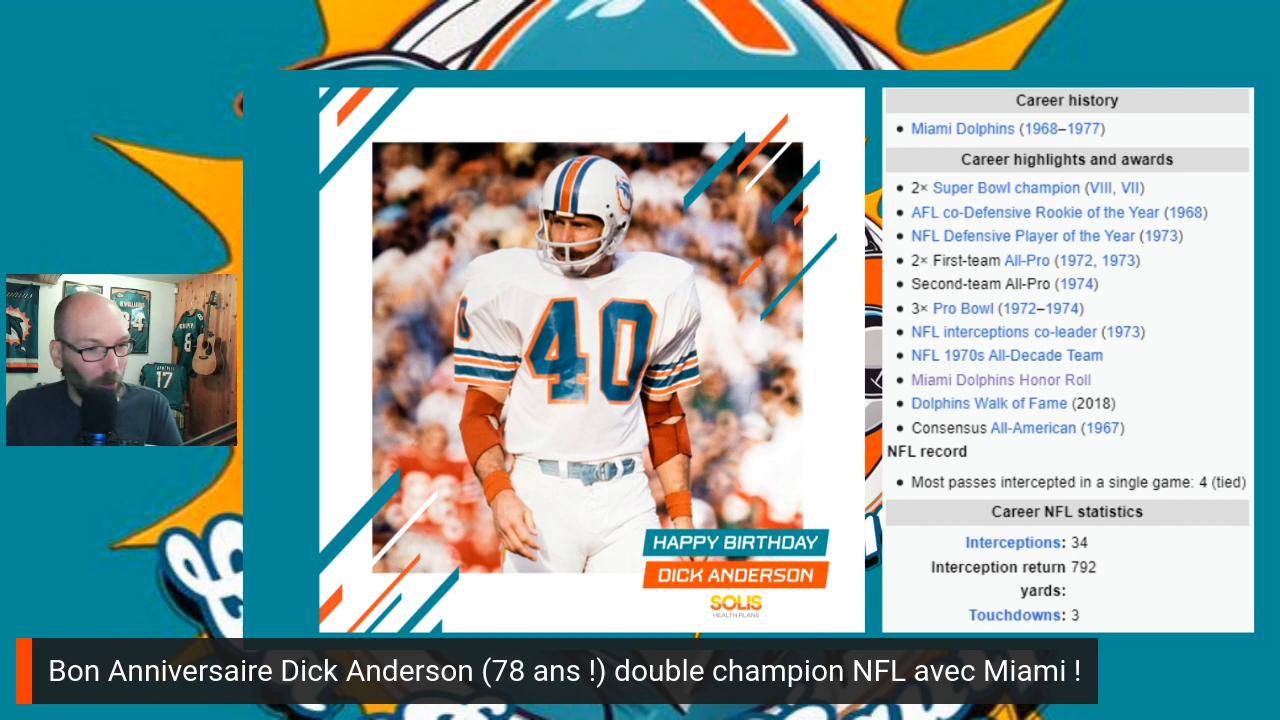 40
HAPPY BIRTHDAY
DICK ANDERSON
SOLIS
HEALTH PLANS
Career history
• Miami Dolphins (1968–1977)
Career highlights and awards
• 2× Super Bowl champion (VIII, VII)
• AFL co-Defensive Rookie of the Year (1968)
• NFL Defensive Player of the Year (1973)
• 2× First-team All-Pro (1972, 1973)
• Second-team All-Pro (1974)
• 3× Pro Bowl (1972–1974)
• NFL interceptions co-leader (1973)
• NFL 1970s All-Decade Team
• Miami Dolphins Honor Roll
• Dolphins Walk of Fame (2018)
• Consensus All-American (1967)
NFL record
• Most passes intercepted in a single game: 4 (tied)
Career NFL statistics
Interceptions: 34
Interception return 792
yards:
Touchdowns: 3
17
8
Bon Anniversaire Dick Anderson (78 ans !) double champion NFL avec Miami !